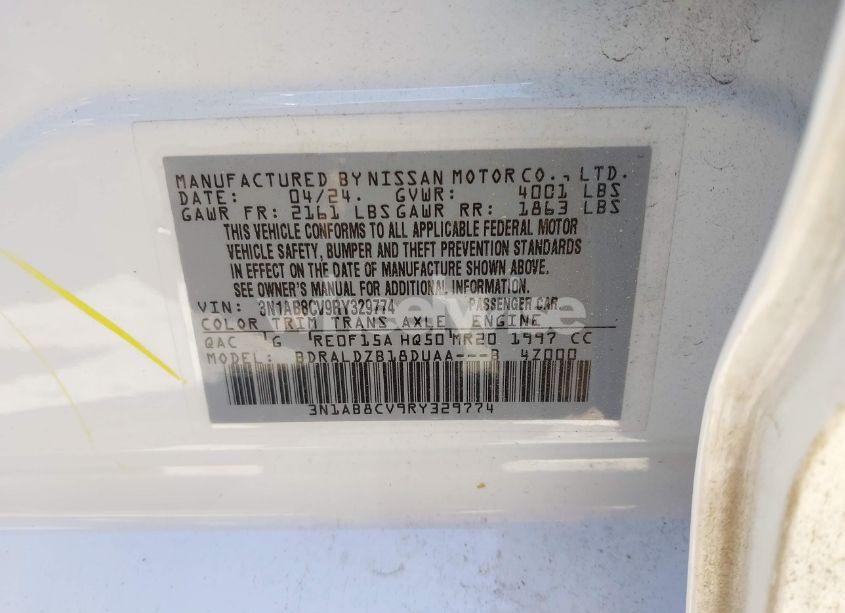 MANUFACTURED BY NISSAN MOTOR CO., LTD.
DATE: 04/24. GVWR: 4001 LBS
GAWR FR: 2161 LBS GAWR RR: 1863 LBS
THIS VEHICLE CONFORMS TO ALL APPLICABLE FEDERAL MOTOR
VEHICLE SAFETY, BUMPER AND THEFT PREVENTION STANDARDS
IN EFFECT ON THE DATE OF MANUFACTURE SHOWN ABOVE.
SEE OWNER'S MANUAL FOR ADDITIONAL INFORMATION.
VIN: 3N1AB8CV9RY329774 PASSENGER CAR
COLOR TRIM TRANS AXLE ENGINE
QAC G RE0F15A HQ50 MR20 1997 CC
MODEL: BDRALDZB18DUAA---B 4Z000
3N1AB8CV9RY329774